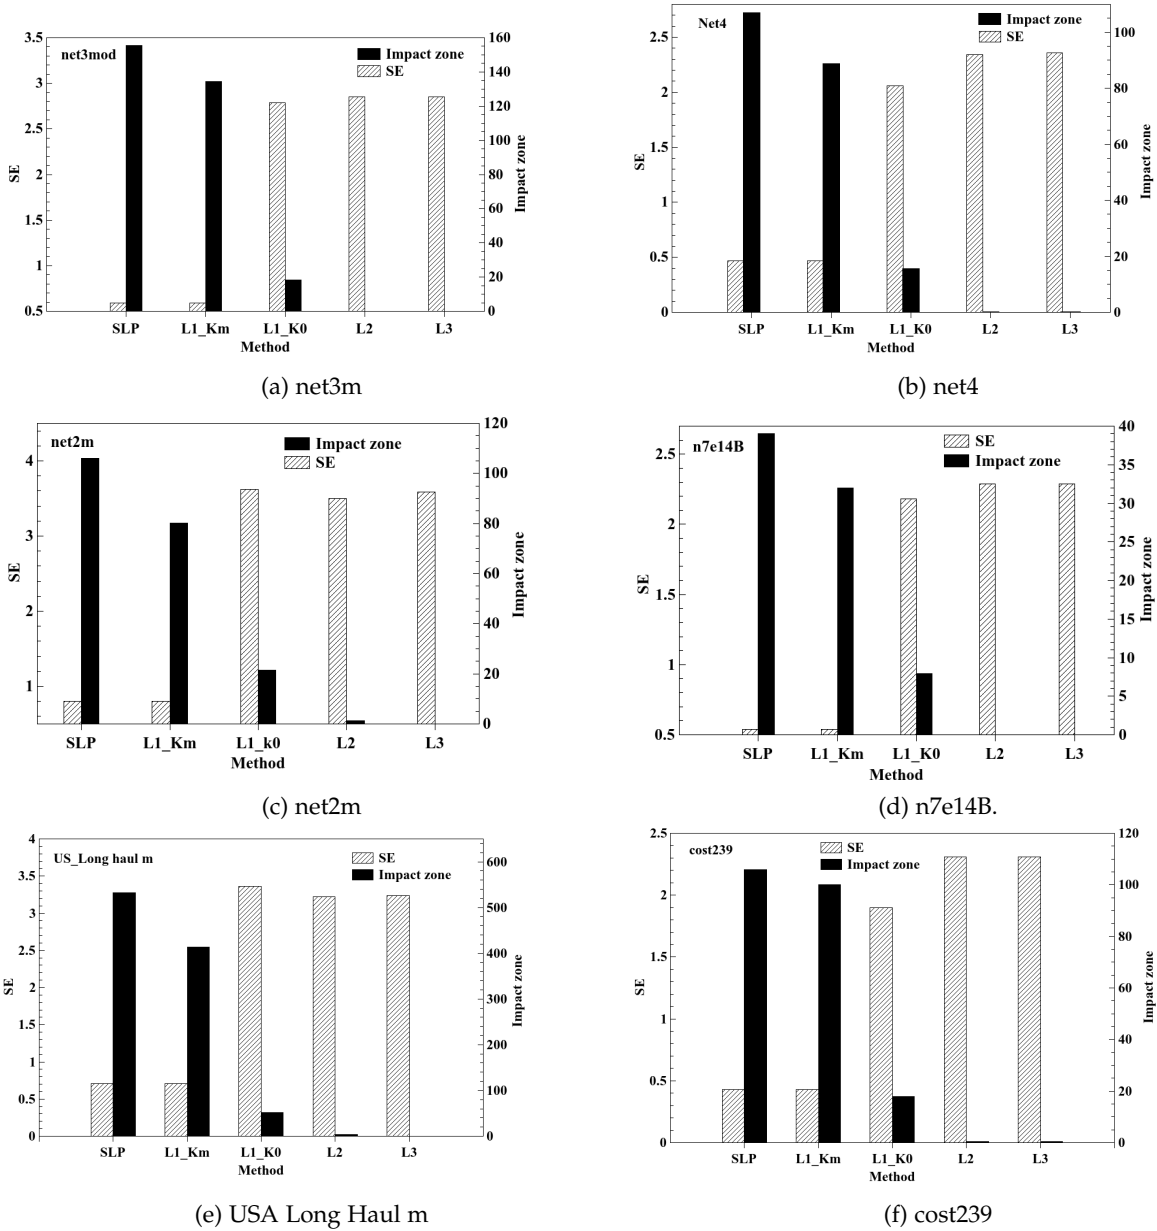 net3mod
Impact zone
SE
3.5
3
2.5
2
1.5
1
0.5
SE
160
140
120
100
80
60
40
20
0
Impact zone
SLP L1_Km L1_K0 L2 L3
Method
(a) net3m
Net4
Impact zone
SE
2.5
2
1.5
1
0.5
0
SE
100
80
60
40
20
0
Impact zone
SLP L1_Km L1_K0 L2 L3
Method
(b) net4
net2m
Impact zone
SE
4
3
2
1
SE
120
100
80
60
40
20
0
Impact zone
SLP L1_Km L1_k0 L2 L3
Method
(c) net2m
n7e14B
SE
Impact zone
2.5
2
1.5
1
0.5
SE
40
35
30
25
20
15
10
5
0
Impact zone
SLP L1_Km L1_K0 L2 L3
Method
(d) n7e14B.
US_Long haul m
SE
Impact zone
4
3.5
3
2.5
2
1.5
1
0.5
0
SE
600
500
400
300
200
100
0
Impact zone
SLP L1_Km L1_K0 L2 L3
Method
(e) USA Long Haul m
cost239
SE
Impact zone
2.5
2
1.5
1
0.5
0
SE
120
100
80
60
40
20
0
Impact zone
SLP L1_Km L1_K0 L2 L3
Method
(f) cost239